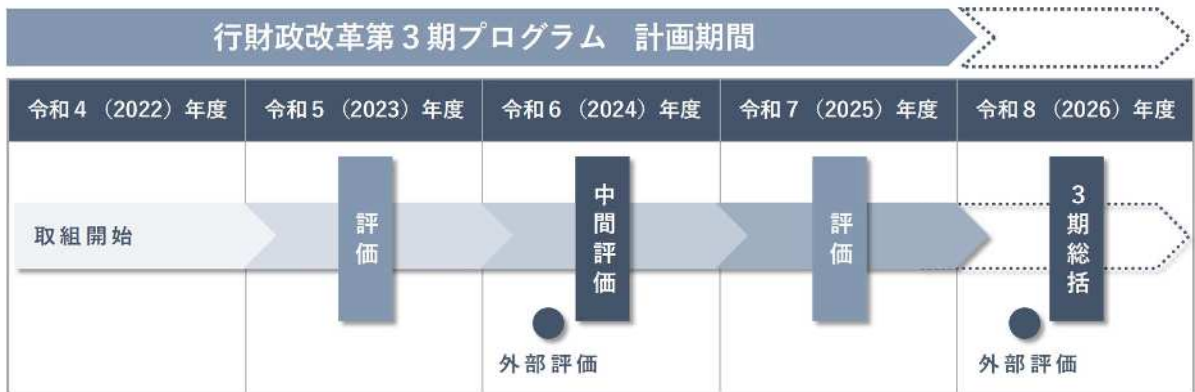 行財政改革第3期プログラム　計画期間
令和4（2022）年度
令和5（2023）年度
令和6（2024）年度
令和7（2025）年度
令和8（2026）年度
取組開始
評価
中間評価
評価
3期総括
外部評価
外部評価